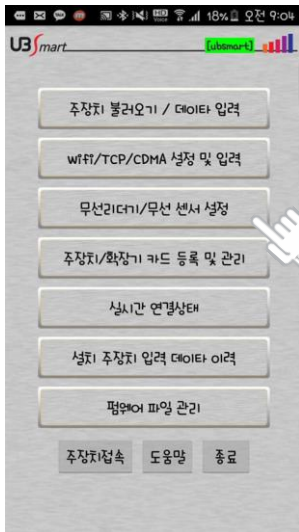 18% 오전 9:04
UBSmart
[ubsmart]
주장치 불러오기 / 데이타 입력
wifi/TCP/CDMA 설정 및 입력
무선리더기/무선 센서 설정
주장치/확장기 카드 등록 및 관리
실시간 연결상태
설치 주장치 입력 데이타 이력
펌웨어 파일 관리
주장치접속 도움말 종료